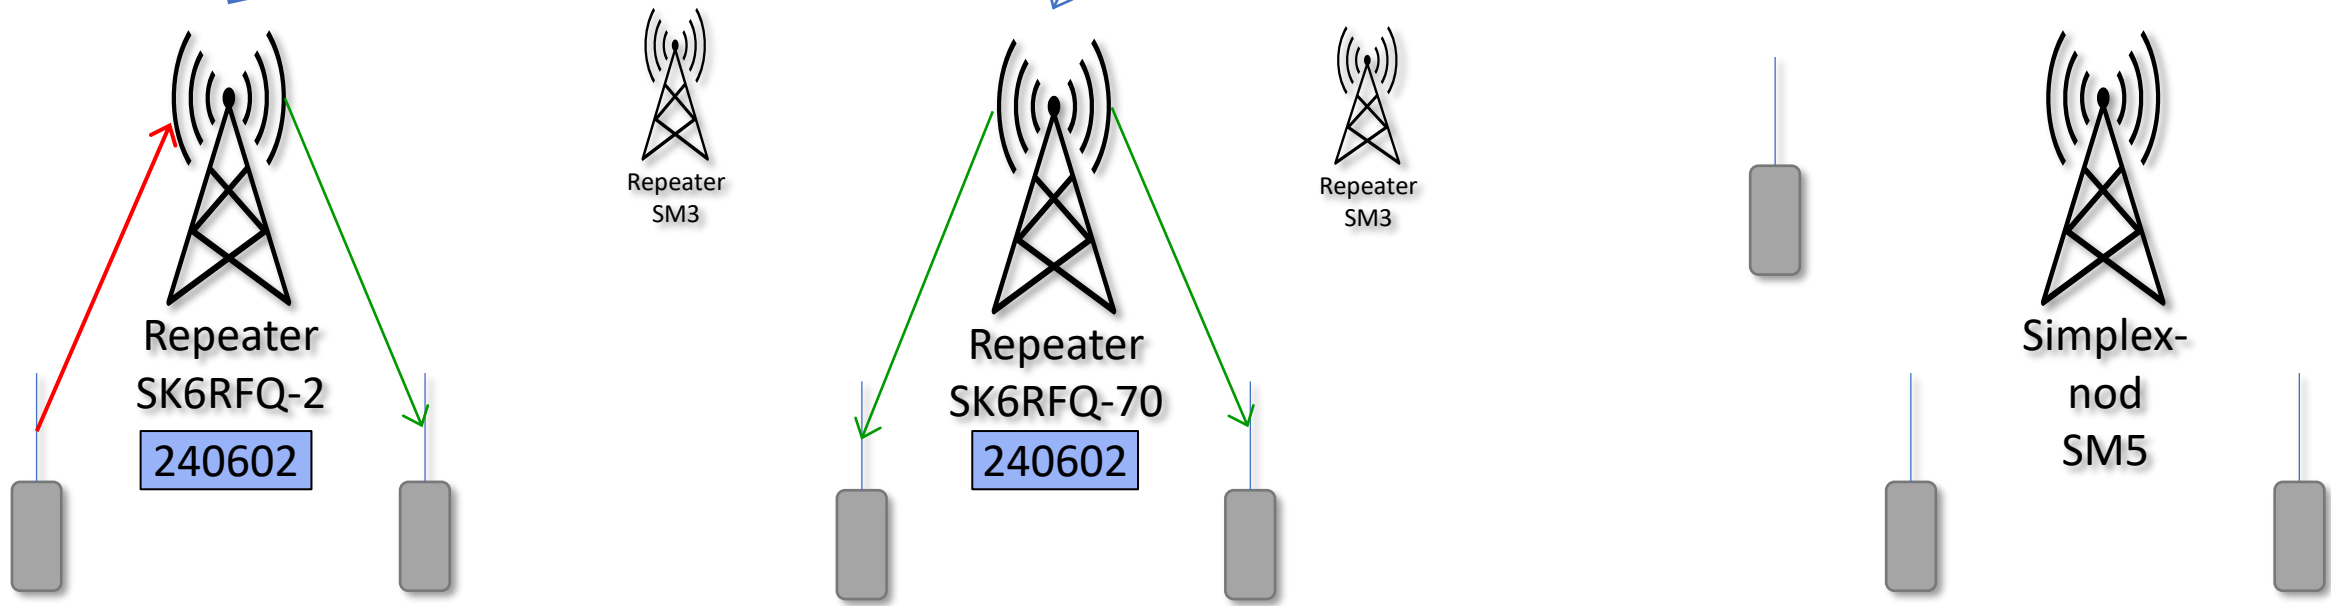 Repeater
SK6RFQ-2
240602
Repeater
SM3
Repeater
SK6RFQ-70
240602
Repeater
SM3
Simplex-
nod
SM5